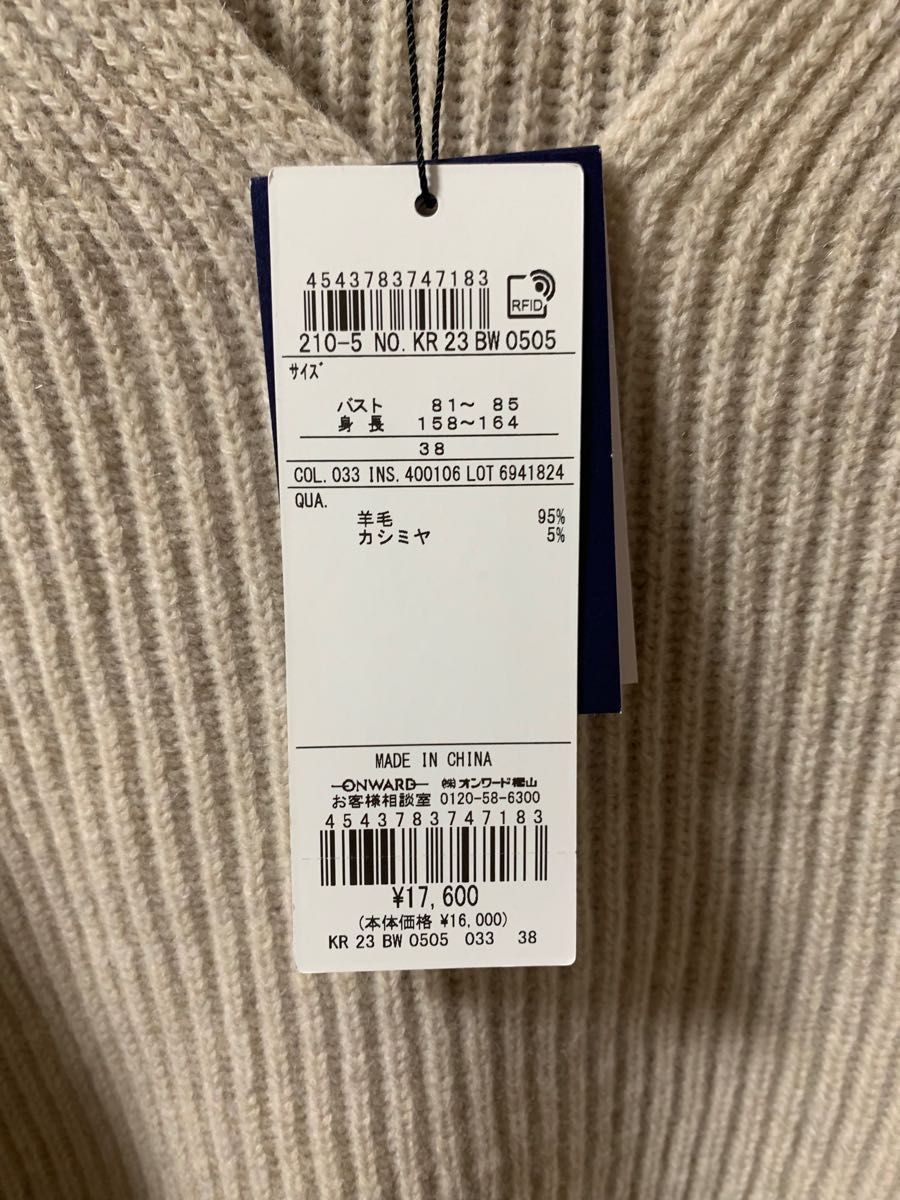 4543783747183
RFID
210-5 NO. KR 23 BW 0505
ｻｲｽﾞ
バスト 81～ 85
身 長 158～164
38
COL. 033 INS. 400106 LOT 6941824
QUA.
羊毛 95%
カシミヤ 5%
MADE IN CHINA
ONWARD ㈱オンワード樫山
お客様相談室 0120-58-6300
4543783747183
¥17,600
(本体価格 ¥16,000)
KR 23 BW 0505 033 38